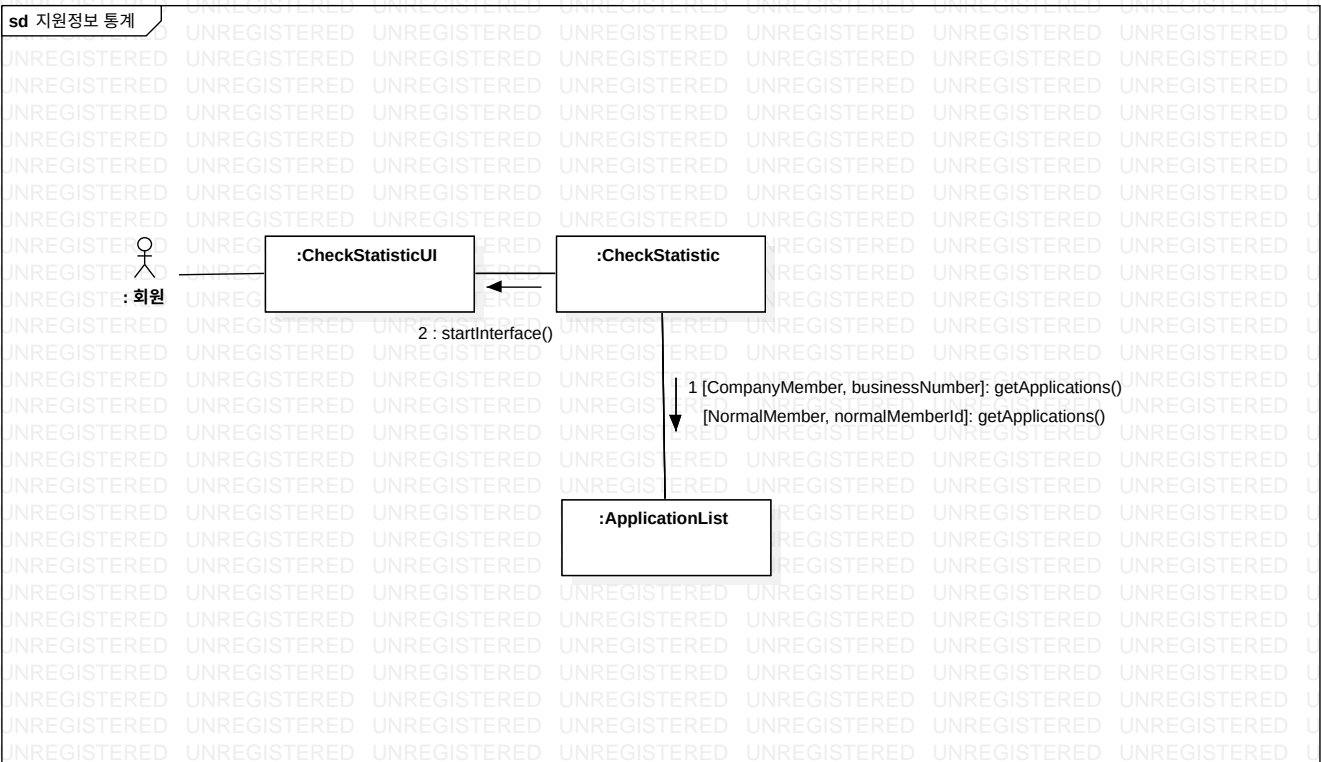 sd 지원정보 통계
:CheckStatisticUI
:CheckStatistic
: 회원
2 : startInterface()
1 [CompanyMember, businessNumber]: getApplications()
[NormalMember, normalMemberId]: getApplications()
:ApplicationList
UNREGISTERED